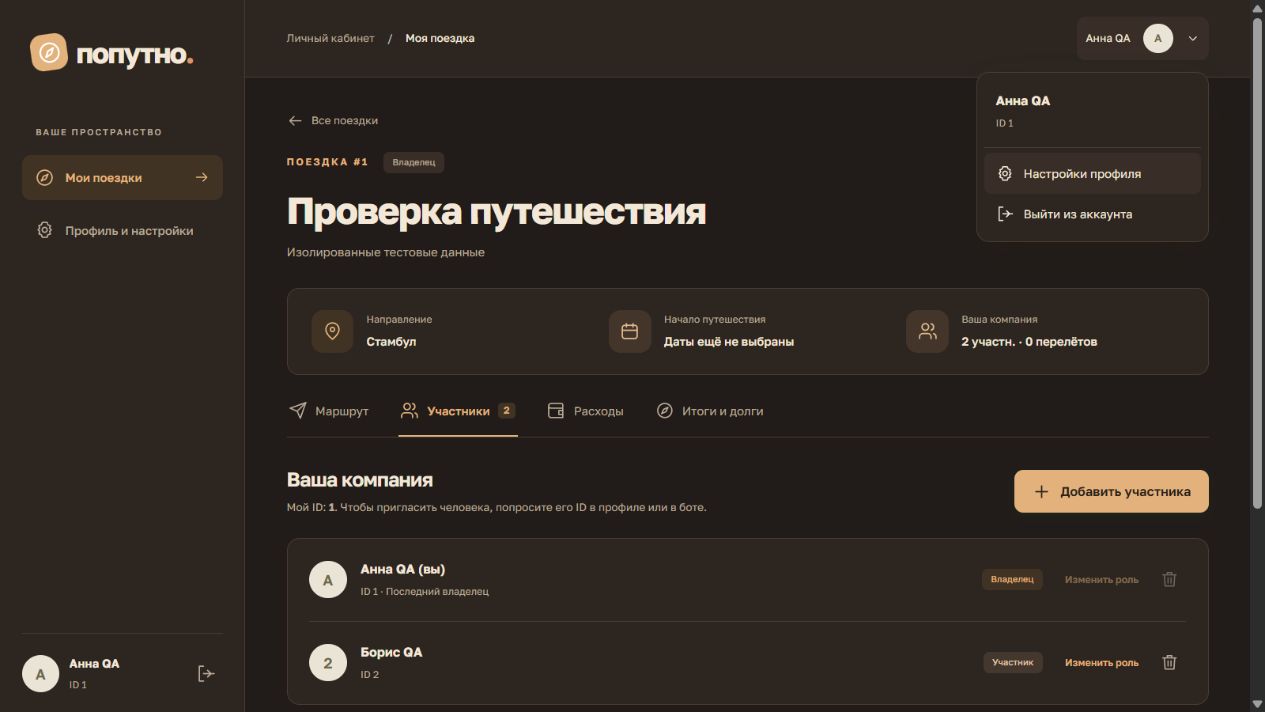 попутно.
ВАШЕ ПРОСТРАНСТВО
Мои поездки
Профиль и настройки
Анна QA
ID 1
A
Личный кабинет / Моя поездка
Анна QA
A
Анна QA
ID 1
Настройки профиля
Выйти из аккаунта
Все поездки
ПОЕЗДКА #1
Владелец
Проверка путешествия
Изолированные тестовые данные
Направление
Стамбул
Начало путешествия
Даты ещё не выбраны
Ваша компания
2 участн. · 0 перелётов
Маршрут
Участники 2
Расходы
Итоги и долги
Ваша компания
Мой ID: 1. Чтобы пригласить человека, попросите его ID в профиле или в боте.
Добавить участника
A
Анна QA (вы)
ID 1 · Последний владелец
Владелец
Изменить роль
2
Борис QA
ID 2
Участник
Изменить роль